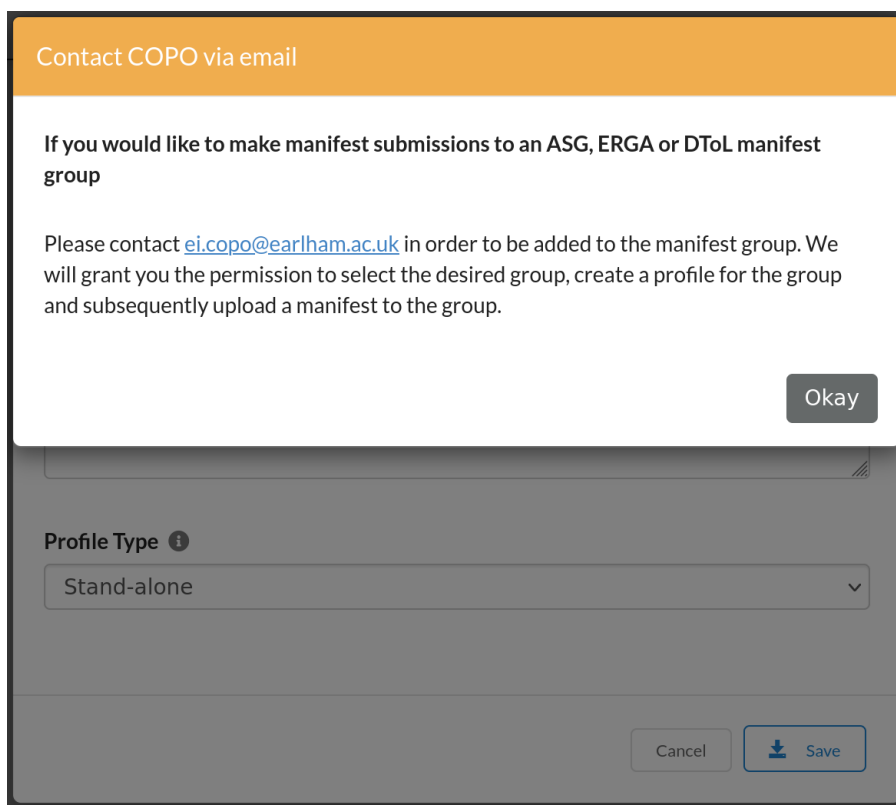 Contact COPO via email
If you would like to make manifest submissions to an ASG, ERGA or DToL manifest
group
Please contact ei.copo@earlham.ac.uk in order to be added to the manifest group. We
will grant you the permission to select the desired group, create a profile for the group
and subsequently upload a manifest to the group.
Okay
Profile Type
Stand-alone
Cancel
Save